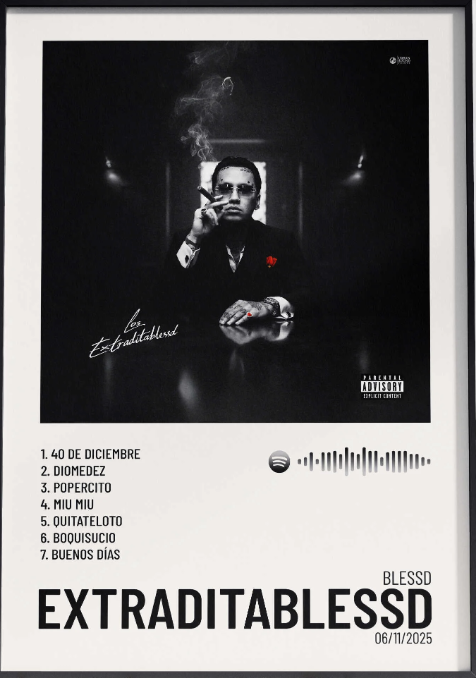 Los
Extraditablessd
PARENTAL
ADVISORY
EXPLICIT CONTENT
1. 40 DE DICIEMBRE
2. DIOMEDEZ
3. POPERCITO
4. MIU MIU
5. QUITATELOTO
6. BOQUISUCIO
7. BUENOS DÍAS
BLESSD
EXTRADITABLESSD
06/11/2025